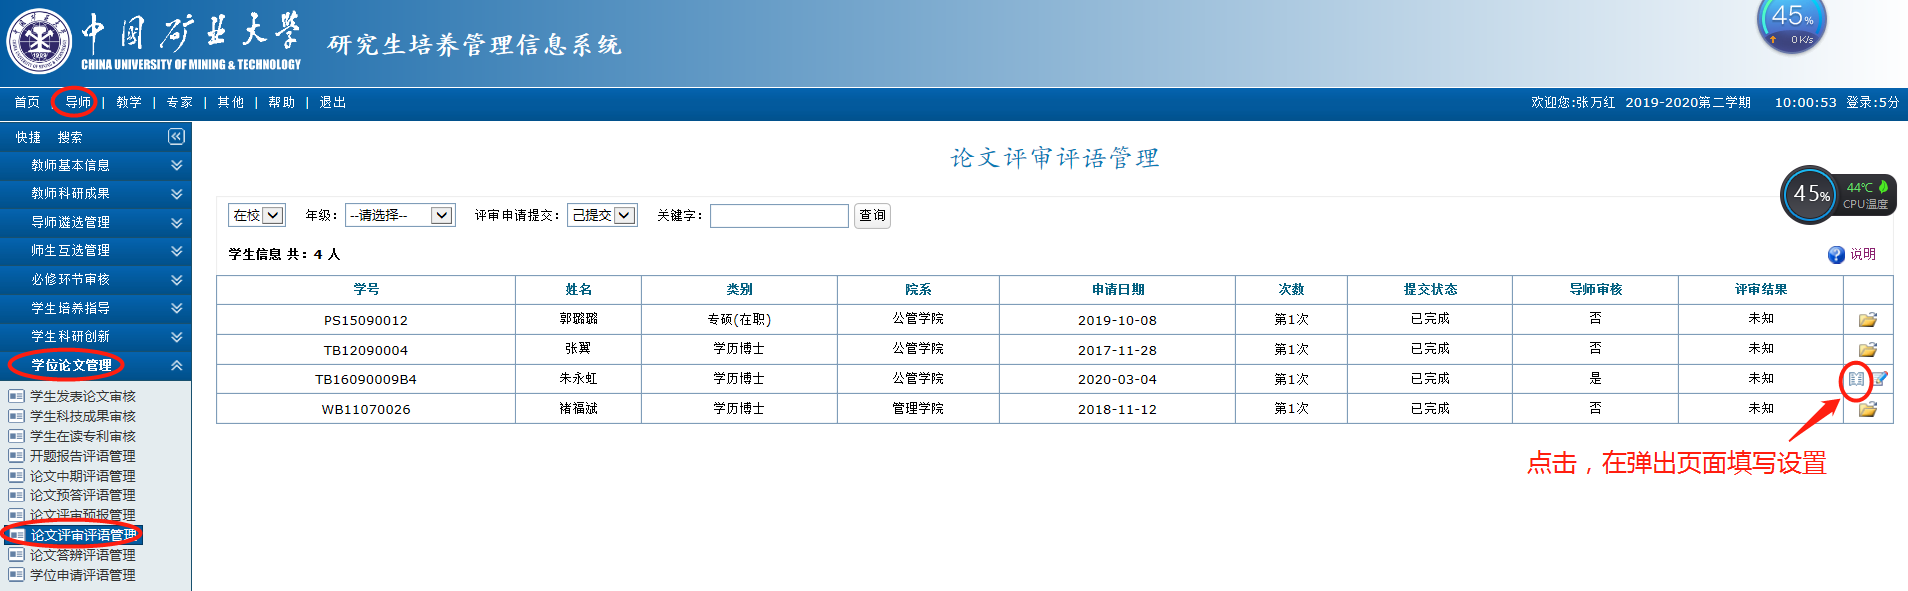 中国矿业大学
CHINA UNIVERSITY OF MINING & TECHNOLOGY
研究生培养管理信息系统
45%
0K/s
首页 | 导师 | 教学 | 专家 | 其他 | 帮助 | 退出
欢迎您:张万红 2019-2020第二学期 10:00:53 登录:5分
快捷 搜索
教师基本信息
教师科研成果
导师遴选管理
师生互选管理
必修环节审核
学生培养指导
学生科研创新
学位论文管理
学生发表论文审核
学生科技成果审核
学生在读专利审核
开题报告评语管理
论文中期评语管理
论文预答评语管理
论文评审预报管理
论文评审评语管理
论文答辨评语管理
学位申请评语管理
论文评审评语管理
45%
44℃
CPU温度
在校 年级: --请选择-- 评审申请提交: 已提交 关键字: 查询
学生信息 共: 4 人
说明
学号 姓名 类别 院系 申请日期 次数 提交状态 导师审核 评审结果
PS15090012 郭璐璐 专硕(在职) 公管学院 2019-10-08 第1次 已完成 否 未知
TB12090004 张翼 学历博士 公管学院 2017-11-28 第1次 已完成 否 未知
TB16090009B4 朱永虹 学历博士 公管学院 2020-03-04 第1次 已完成 是 未知
WB11070026 褚福斌 学历博士 管理学院 2018-11-12 第1次 已完成 否 未知
点击，在弹出页面填写设置